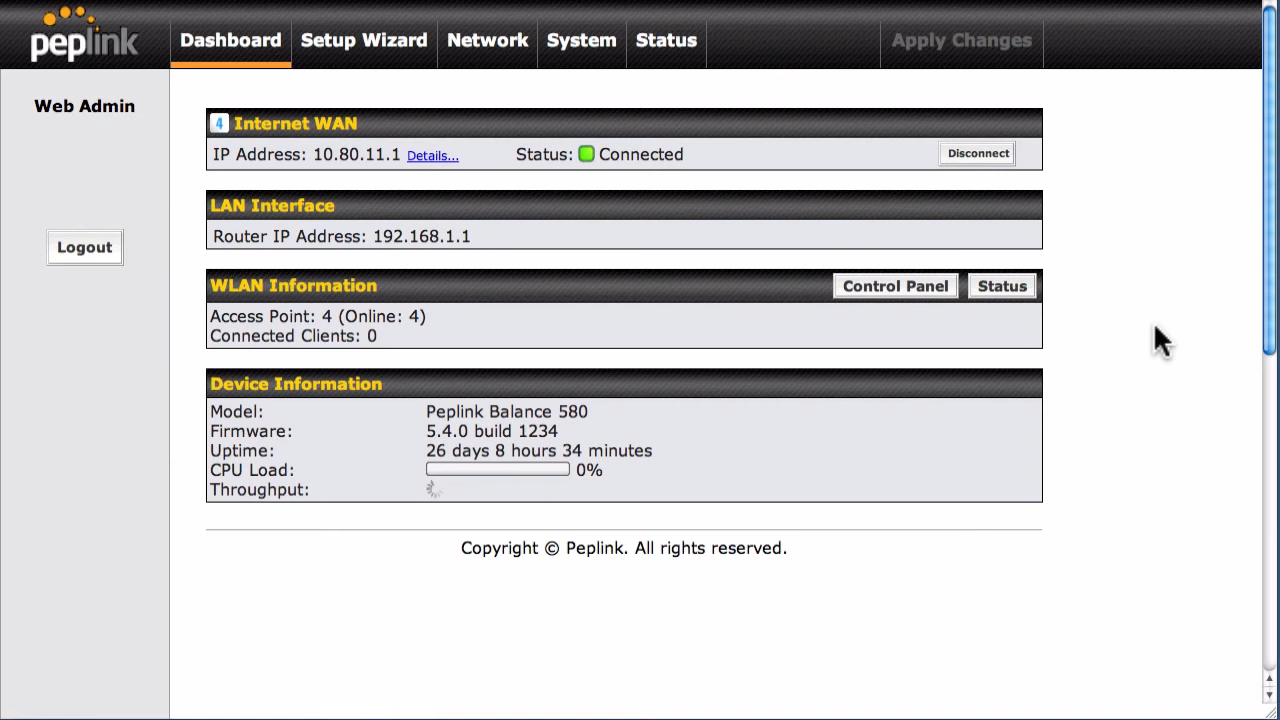 peplink
Dashboard Setup Wizard Network System Status Apply Changes
Web Admin
Logout
4 Internet WAN
IP Address: 10.80.11.1 Details... Status: Connected Disconnect
LAN Interface
Router IP Address: 192.168.1.1
WLAN Information Control Panel Status
Access Point: 4 (Online: 4)
Connected Clients: 0
Device Information
Model: Peplink Balance 580
Firmware: 5.4.0 build 1234
Uptime: 26 days 8 hours 34 minutes
CPU Load: 0%
Throughput:
Copyright © Peplink. All rights reserved.